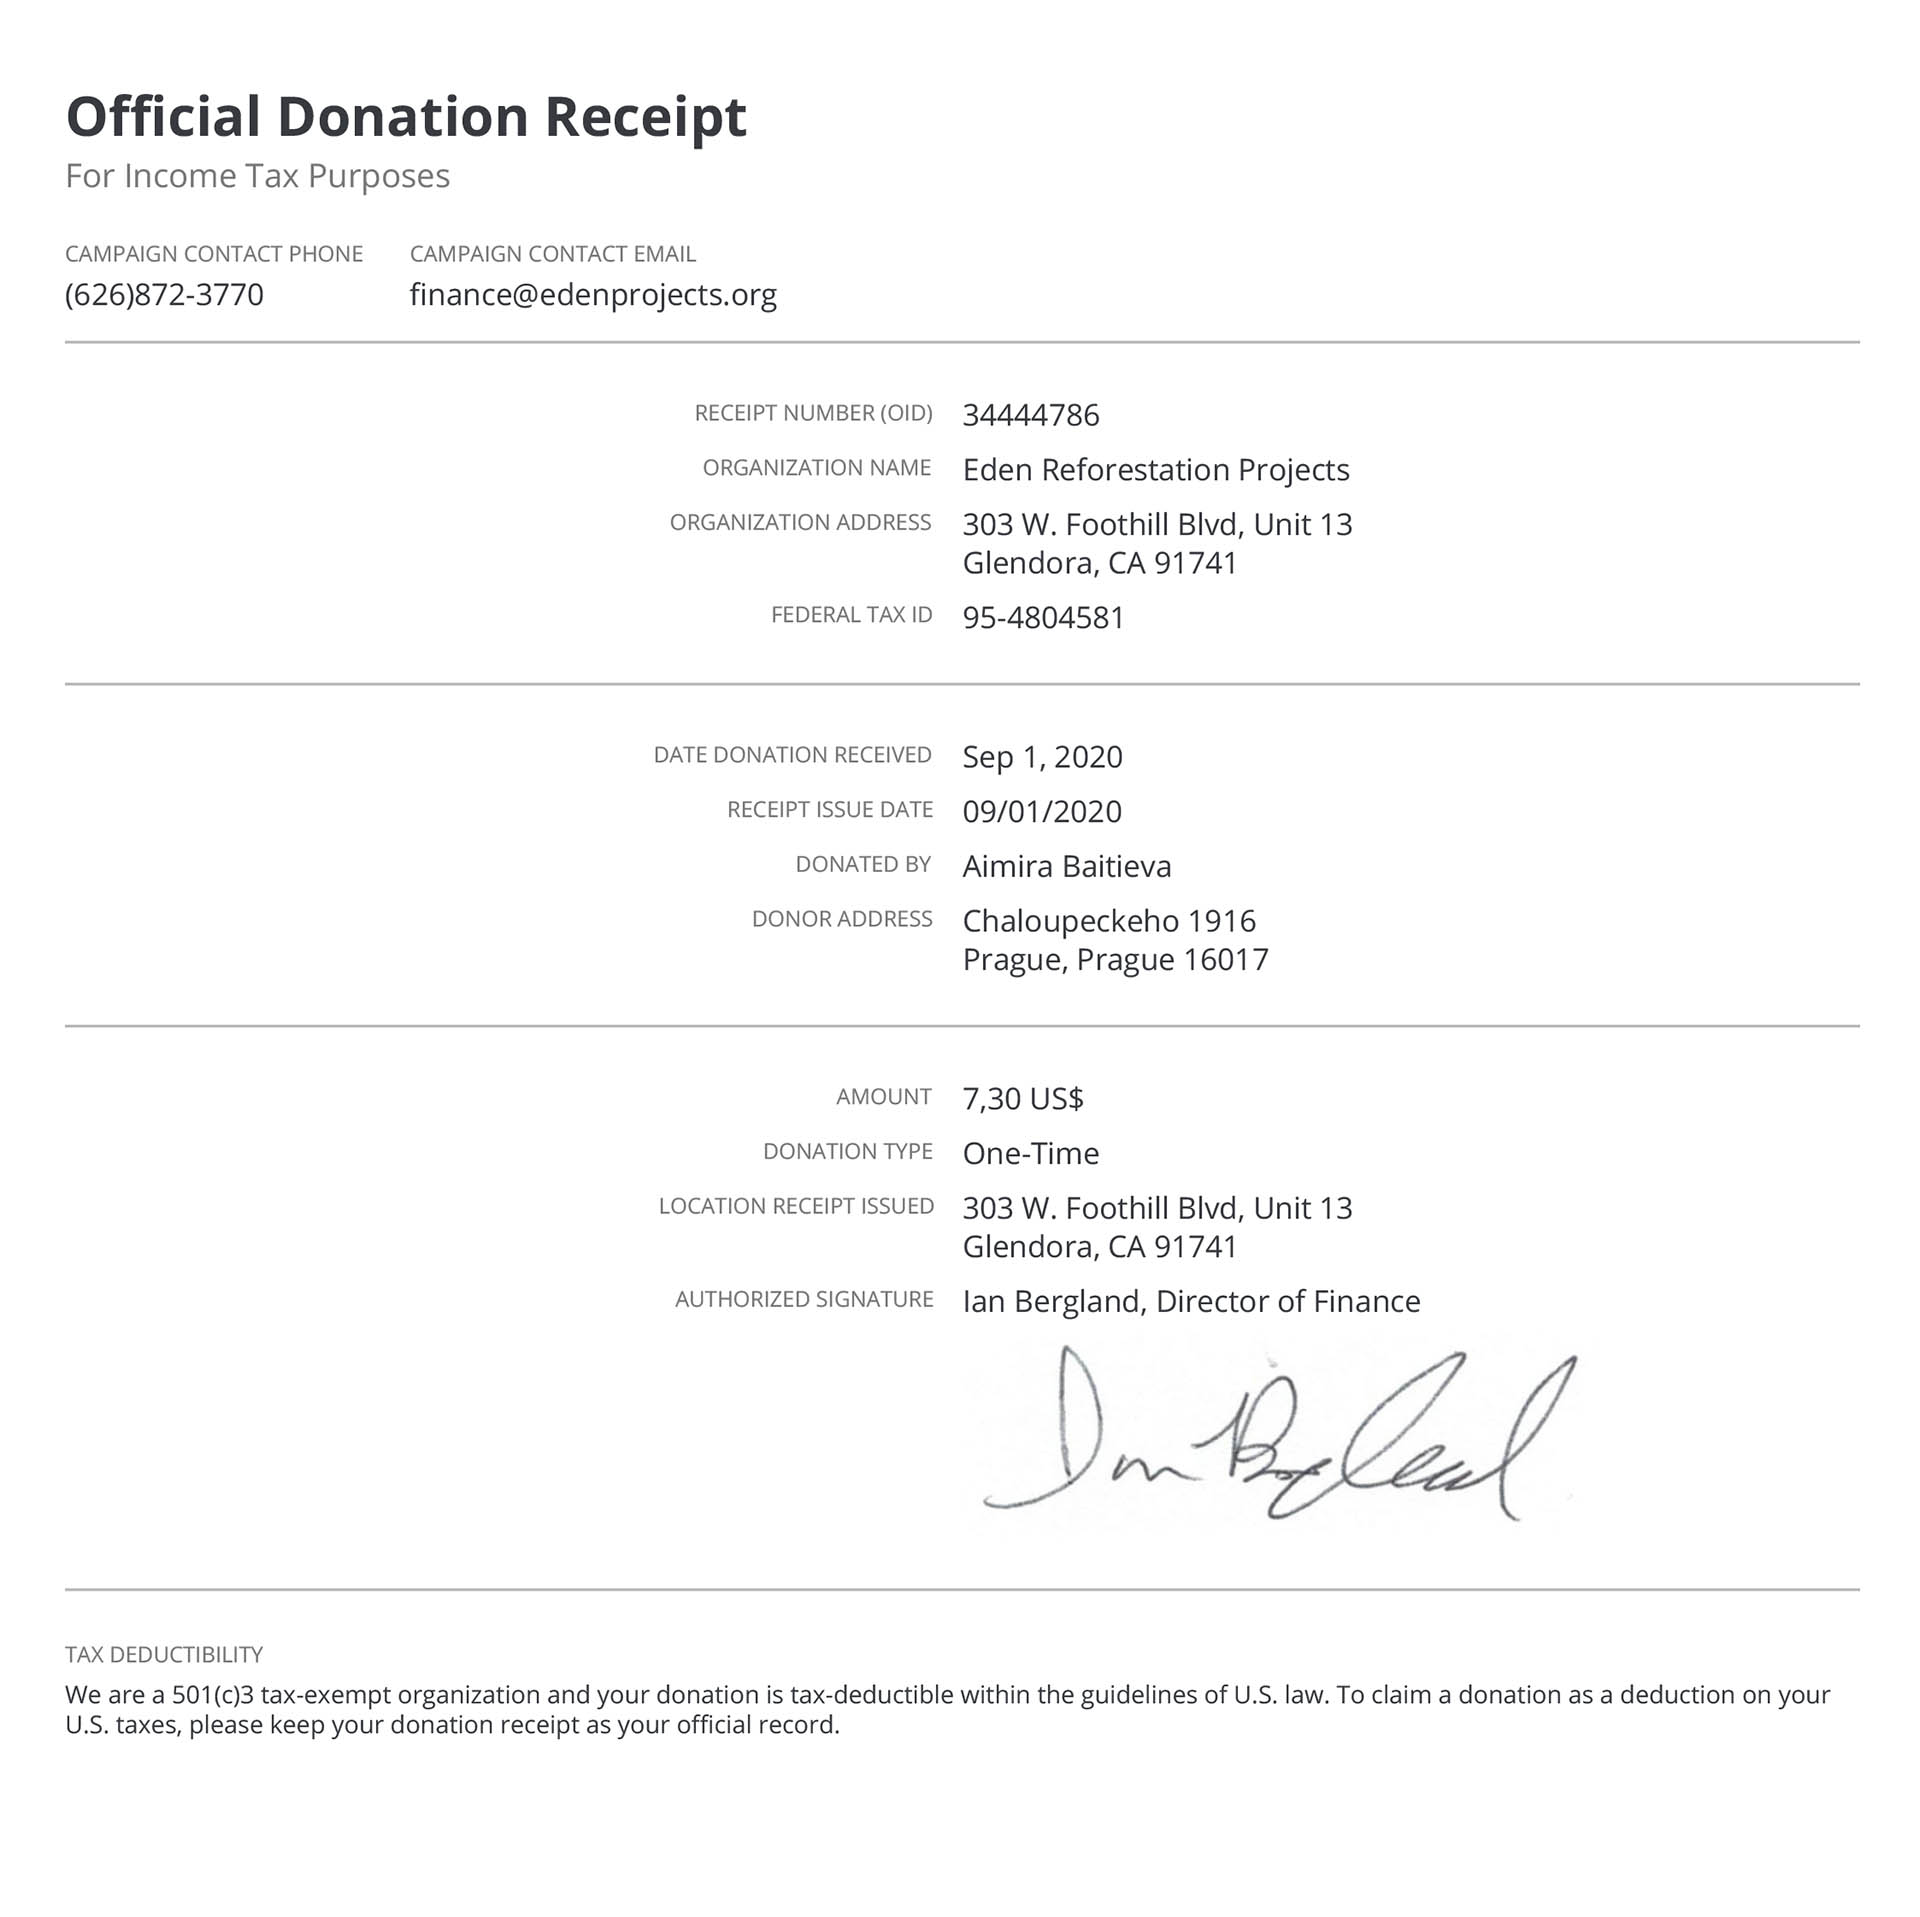 Official Donation Receipt
For Income Tax Purposes
CAMPAIGN CONTACT PHONE CAMPAIGN CONTACT EMAIL
(626)872-3770 finance@edenprojects.org
RECEIPT NUMBER (OID) 34444786
ORGANIZATION NAME Eden Reforestation Projects
ORGANIZATION ADDRESS 303 W. Foothill Blvd, Unit 13
Glendora, CA 91741
FEDERAL TAX ID 95-4804581
DATE DONATION RECEIVED Sep 1, 2020
RECEIPT ISSUE DATE 09/01/2020
DONATED BY Aimira Baitieva
DONOR ADDRESS Chaloupeckeho 1916
Prague, Prague 16017
AMOUNT 7,30 US$
DONATION TYPE One-Time
LOCATION RECEIPT ISSUED 303 W. Foothill Blvd, Unit 13
Glendora, CA 91741
AUTHORIZED SIGNATURE Ian Bergland, Director of Finance
TAX DEDUCTIBILITY
We are a 501(c)3 tax-exempt organization and your donation is tax-deductible within the guidelines of U.S. law. To claim a donation as a deduction on your
U.S. taxes, please keep your donation receipt as your official record.